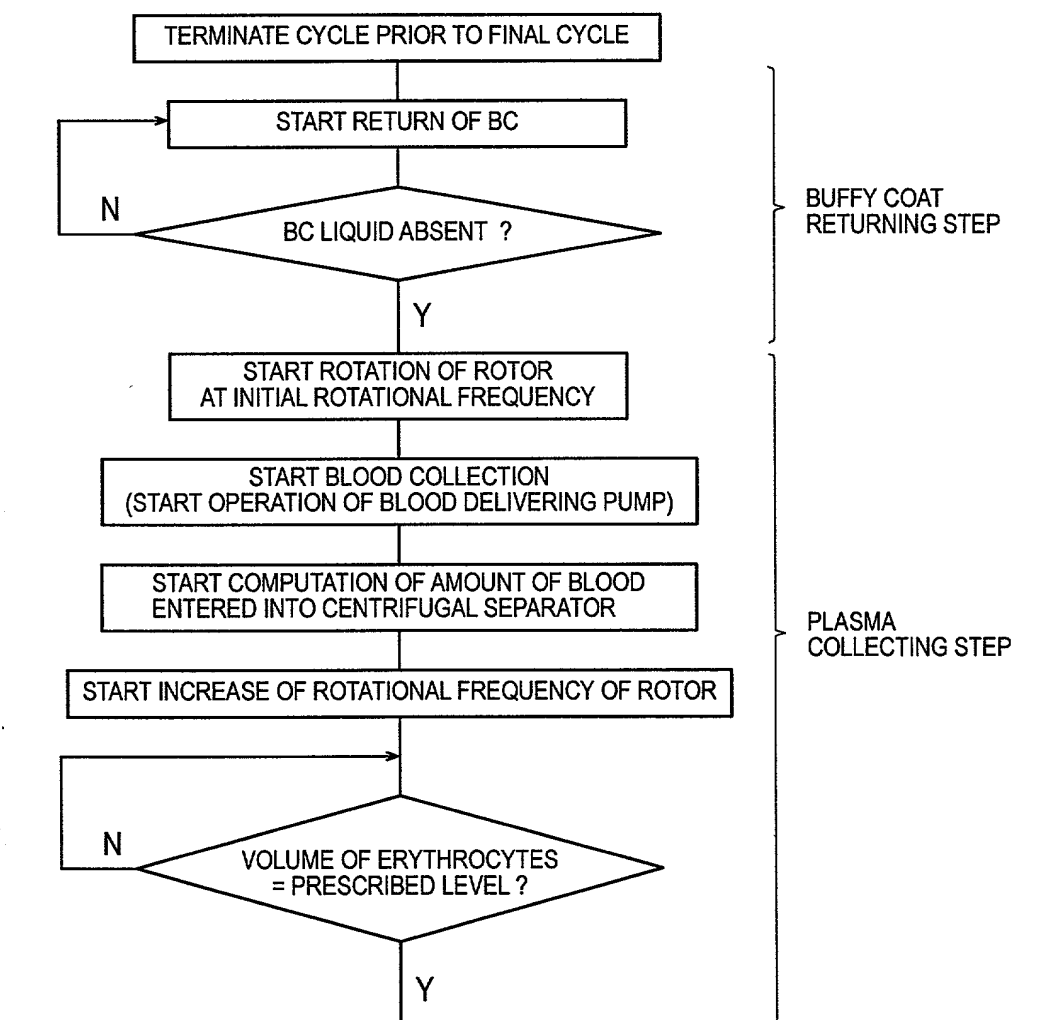 TERMINATE CYCLE PRIOR TO FINAL CYCLE
START RETURN OF BC
N
BC LIQUID ABSENT ?
BUFFY COAT
RETURNING STEP
Y
START ROTATION OF ROTOR
AT INITIAL ROTATIONAL FREQUENCY
START BLOOD COLLECTION
(START OPERATION OF BLOOD DELIVERING PUMP)
START COMPUTATION OF AMOUNT OF BLOOD
ENTERED INTO CENTRIFUGAL SEPARATOR
PLASMA
COLLECTING STEP
START INCREASE OF ROTATIONAL FREQUENCY OF ROTOR
N
VOLUME OF ERYTHROCYTES
= PRESCRIBED LEVEL ?
Y